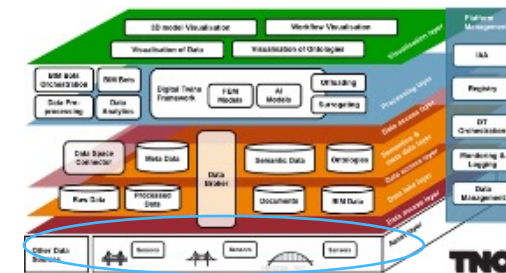 3D model Visualisation
Workflow Visualisation
Visualisation of Data
Visualisation of Ontologies
Visualisation layer
BIM Bots
Orchestration
BIM Bots
Data Pre-
processing
Data
Analytics
Digital Twins
Framework
FEM
Models
AI
Models
Offloading
Surrogating
Processing layer
Data access layer
Data Space
Connector
Meta Data
Data
Broker
Semantic Data
Ontologies
Semantics &
meta data layer
Data access layer
Raw Data
Processed
Data
Documents
BIM Data
Data lake layer
Data access layer
Other Data
Sources
Sensors
Sensors
Sensors
Asset layer
Platform
Management
IAA
Registry
DT
Orchestration
Monitoring &
Logging
Data
Management
TNO